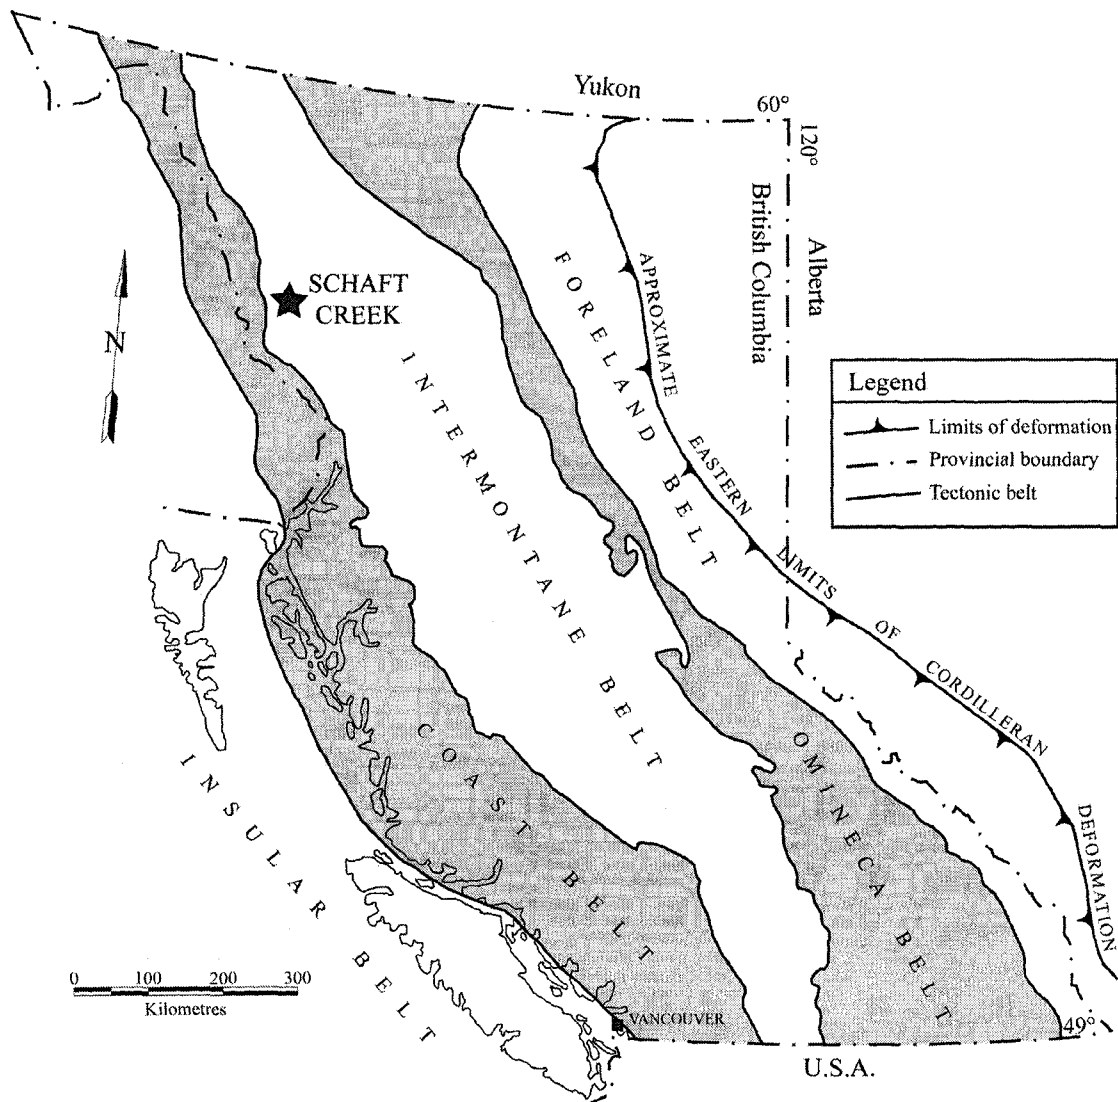 Yukon
60°
120°
British Columbia
Alberta
SCHAFT
CREEK
N
FORELAND BELT
APPROXIMATE EASTERN LIMITS OF CORDILLERAN DEFORMATION
INTERMONTANE BELT
Legend
Limits of deformation
Provincial boundary
Tectonic belt
COAST BELT
OMINECA BELT
INSULAR BELT
0 100 200 300
Kilometres
VANCOUVER
49°
U.S.A.